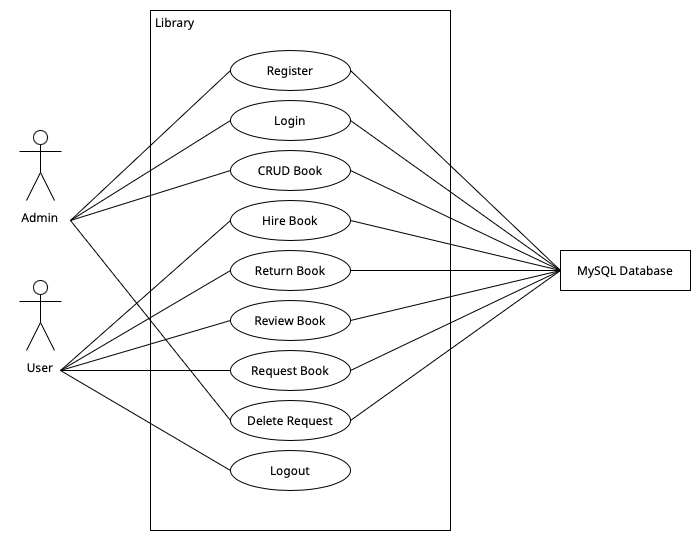 Library
Register
Login
CRUD Book
Admin
Hire Book
Return Book
MySQL Database
Review Book
User
Request Book
Delete Request
Logout